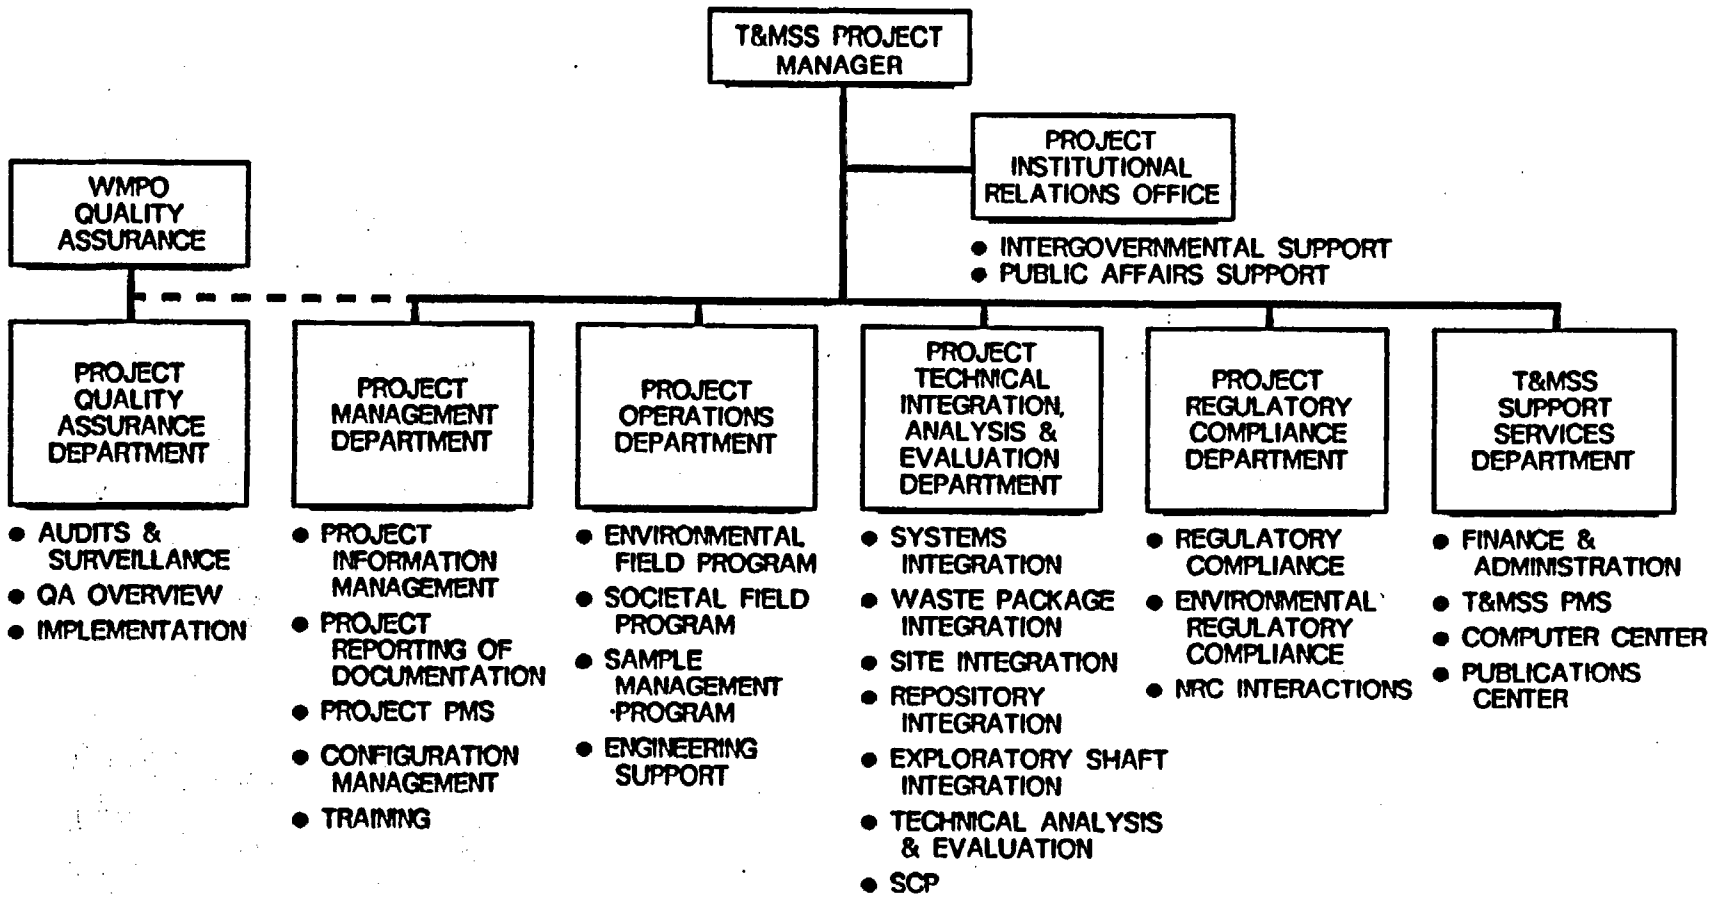 T&MSS PROJECT
MANAGER
PROJECT
INSTITUTIONAL
RELATIONS OFFICE
● INTERGOVERNMENTAL SUPPORT
● PUBLIC AFFAIRS SUPPORT
WMPO
QUALITY
ASSURANCE
PROJECT
QUALITY
ASSURANCE
DEPARTMENT
● AUDITS &
SURVEILLANCE
● QA OVERVIEW
● IMPLEMENTATION
PROJECT
MANAGEMENT
DEPARTMENT
● PROJECT
INFORMATION
MANAGEMENT
● PROJECT
REPORTING OF
DOCUMENTATION
● PROJECT PMS
● CONFIGURATION
MANAGEMENT
● TRAINING
PROJECT
OPERATIONS
DEPARTMENT
● ENVIRONMENTAL
FIELD PROGRAM
● SOCIETAL FIELD
PROGRAM
● SAMPLE
MANAGEMENT
PROGRAM
● ENGINEERING
SUPPORT
PROJECT
TECHNICAL
INTEGRATION,
ANALYSIS &
EVALUATION
DEPARTMENT
● SYSTEMS
INTEGRATION
● WASTE PACKAGE
INTEGRATION
● SITE INTEGRATION
● REPOSITORY
INTEGRATION
● EXPLORATORY SHAFT
INTEGRATION
● TECHNICAL ANALYSIS
& EVALUATION
● SCP
PROJECT
REGULATORY
COMPLIANCE
DEPARTMENT
● REGULATORY
COMPLIANCE
● ENVIRONMENTAL
REGULATORY
COMPLIANCE
● NRC INTERACTIONS
T&MSS
SUPPORT
SERVICES
DEPARTMENT
● FINANCE &
ADMINISTRATION
● T&MSS PMS
● COMPUTER CENTER
● PUBLICATIONS
CENTER